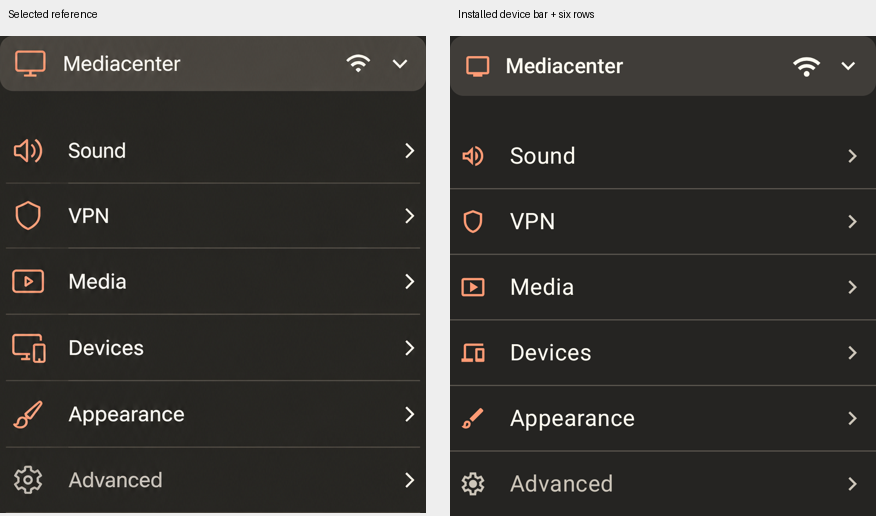 Selected reference
Mediacenter
Sound
VPN
Media
Devices
Appearance
Advanced
Installed device bar + six rows
Mediacenter
Sound
VPN
Media
Devices
Appearance
Advanced